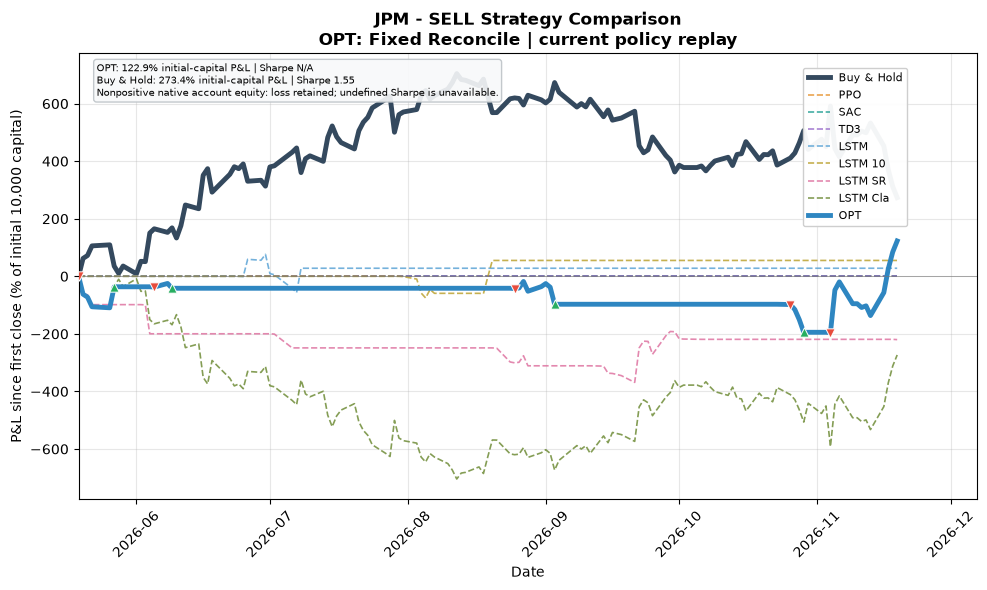 JPM - SELL Strategy Comparison
OPT: Fixed Reconcile | current policy replay
OPT: 122.9% initial-capital P&L | Sharpe N/A
Buy & Hold: 273.4% initial-capital P&L | Sharpe 1.55
Nonpositive native account equity: loss retained; undefined Sharpe is unavailable.
Buy & Hold
PPO
SAC
TD3
LSTM
LSTM 10
LSTM SR
LSTM Cla
OPT
P&L since first close (% of initial 10,000 capital)
600
400
200
0
−200
−400
−600
2026-06
2026-07
2026-08
2026-09
2026-10
2026-11
2026-12
Date